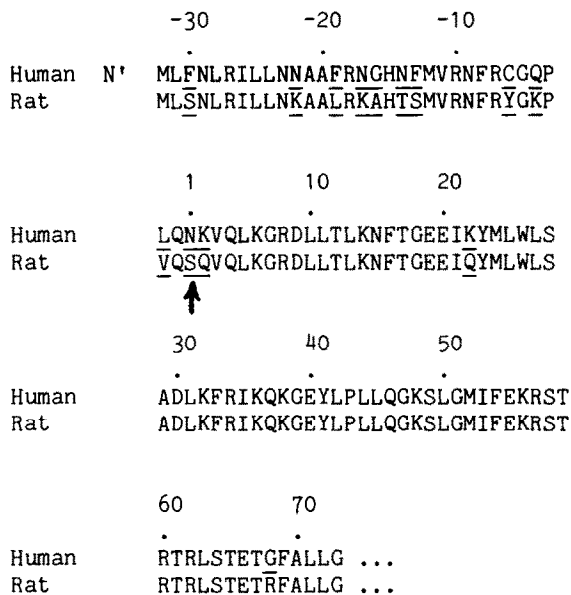 -30 -20 -10
Human N' MLFNLRILLNNAAFRNGHNFMVRNFRCGQP
Rat MLSNLRILLNKAALRKAHTSMVRNFRYGKP
1 10 20
Human LQNKVQLKGRDLLTLKNFTGEEIKYMLWLS
Rat VQSQVQLKGRDLLTLKNFTGEEIQYMLWLS
30 40 50
Human ADLKFRIKQKGEYLPLLQGKSLGMIFEKRST
Rat ADLKFRIKQKGEYLPLLQGKSLGMIFEKRST
60 70
Human RTRLSTETGFALLG ...
Rat RTRLSTETRFALLG ...